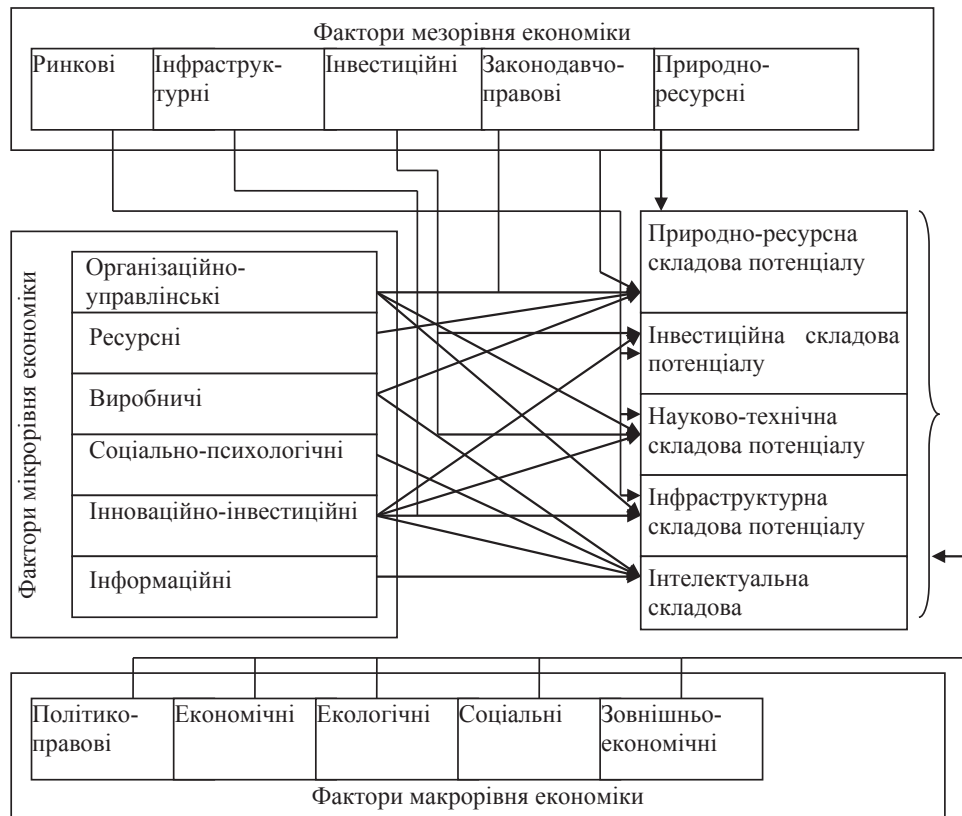 Фактори мезорівня економіки
Ринкові
Інфраструк-
турні
Інвестиційні
Законодавчо-
правові
Природно-
ресурсні
Фактори мікрорівня економіки
Організаційно-
управлінські
Ресурсні
Виробничі
Соціально-психологічні
Інноваційно-інвестиційні
Інформаційні
Природно-ресурсна
складова потенціалу
Інвестиційна складова
потенціалу
Науково-технічна
складова потенціалу
Інфраструктурна
складова потенціалу
Інтелектуальна
складова
Політико-
правові
Економічні
Екологічні
Соціальні
Зовнішньо-
економічні
Фактори макрорівня економіки